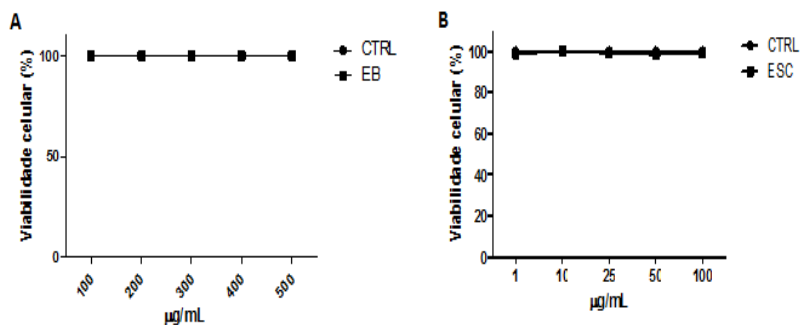 A
Viabilidade celular (%)
100
50
0
100
200
300
400
500
µg/mL
CTRL
EB
B
Viabilidade celular (%)
100
80
60
40
20
0
1
10
25
50
100
µg/mL
CTRL
ESC